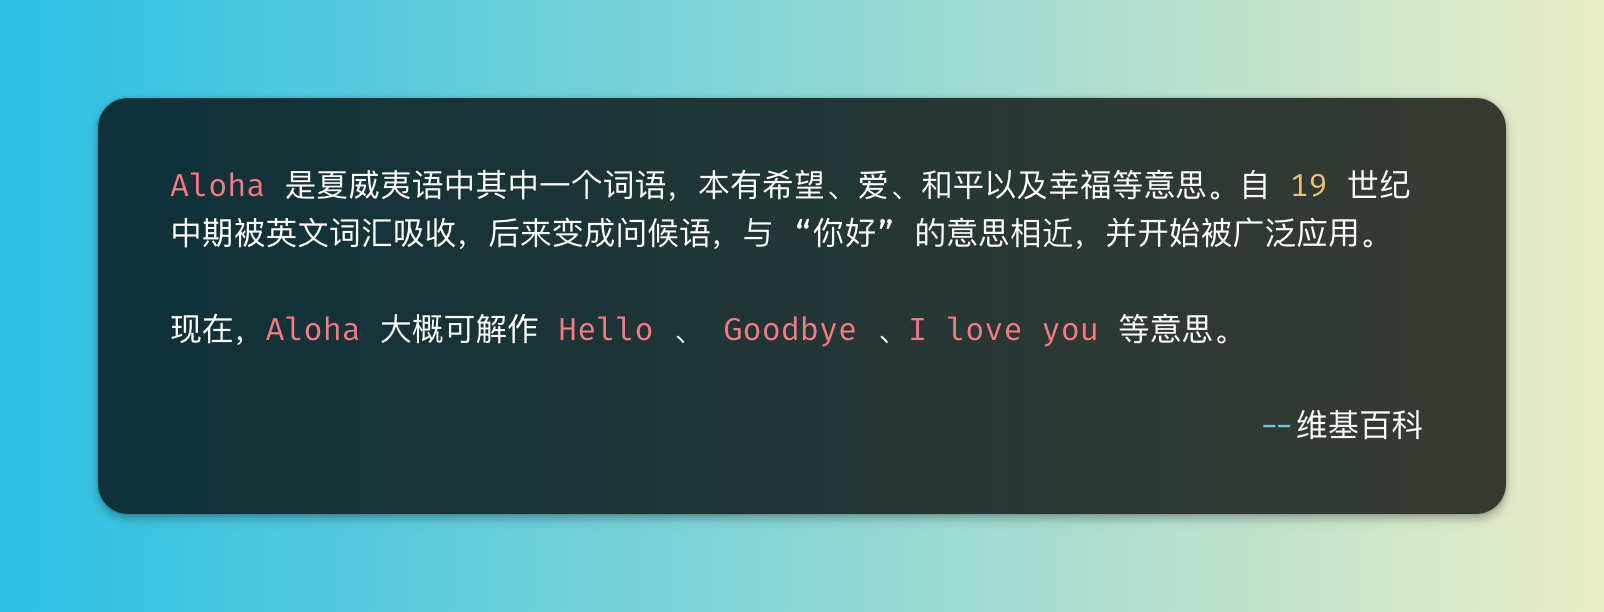 Aloha 是夏威夷语中其中一个词语，本有希望、爱、和平以及幸福等意思。自 19 世纪
中期被英文词汇吸收，后来变成问候语，与 “你好” 的意思相近，并开始被广泛应用。
现在，Aloha 大概可解作 Hello 、 Goodbye 、I love you 等意思。
--维基百科